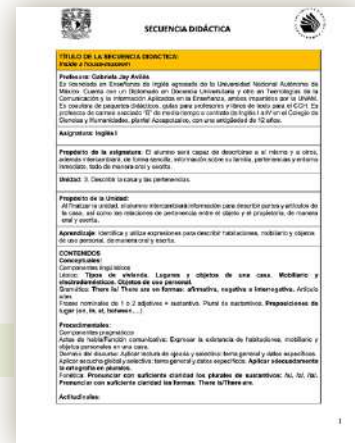 SECUENCIA DIDÁCTICA
TÍTULO DE LA SECUENCIA DIDÁCTICA:
Inside a house-museum
Profesora: Gabriela Jay Avilés
Es licenciada en Enseñanza de Inglés egresada de la Universidad Nacional Autónoma de
México. Cuenta con un Diplomado en Docencia Universitaria y otro en Tecnologías de la
Comunicación y la Información Aplicados en la Enseñanza, ambos impartidos por la UNAM.
Es coautora de paquetes didácticos, guías para profesores y libros de texto para el CCH. Es
profesora de carrera asociado "B" de medio tiempo a contrato de Inglés I a IV en el Colegio de
Ciencias y Humanidades, plantel Azcapotzalco, con una antigüedad de 12 años.
Asignatura: Inglés I
Propósito de la asignatura: El alumno será capaz de describirse a sí mismo y a otros,
además intercambiará, de forma sencilla, información sobre su familia, pertenencias y entorno
inmediato, todo de manera oral y escrita.
Unidad: 3. Describir la casa y las pertenencias.
Propósito de la Unidad:
Al finalizar la unidad, el alumno intercambiará información para describir partes y artículos de
la casa, así como las relaciones de pertenencia entre el objeto y el propietario, de manera
oral y escrita.
Aprendizaje: Identifica y utiliza expresiones para describir habitaciones, mobiliario y objetos
de uso personal, de manera oral y escrita.
CONTENIDOS
Conceptuales:
Componentes lingüísticos
Léxico: Tipos de vivienda. Lugares y objetos de una casa. Mobiliario y
electrodomésticos. Objetos de uso personal.
Gramática: There is/ There are en formas: afirmativa, negativa e interrogativa. Artículo
a/an.
Frases nominales de 1 o 2 adjetivos + sustantivo. Plural de sustantivos. Preposiciones de
lugar (on, in, at, between…)
Procedimentales:
Componentes pragmáticos
Actos de habla/Función comunicativa: Expresar la existencia de habitaciones, mobiliario y
objetos personales en una casa.
Dominio del discurso: Aplicar lectura de ojeada y selectiva: tema general y datos específicos.
Aplicar escucha global y selectiva: tema general y datos específicos. Aplicar adecuadamente
la ortografía en plurales.
Fonética: Pronunciar con suficiente claridad los plurales de sustantivos: /s/, /z/, /ɪz/.
Pronunciar con suficiente claridad las formas: There is/There are.
Actitudinales:
1